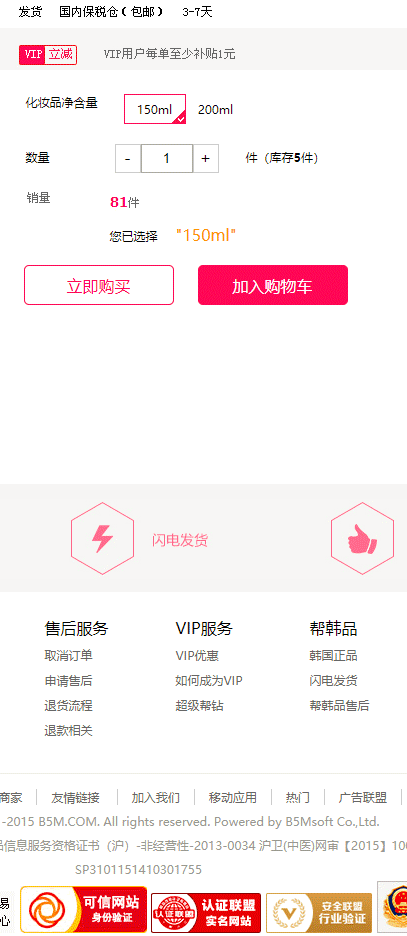 发货 国内保税仓（包邮） 3-7天
VIP 立减 VIP用户每单至少补贴1元
化妆品净含量 150ml 200ml
数量 - 1 + 件（库存5件）
销量 81件
您已选择 "150ml"
立即购买 加入购物车
闪电发货
售后服务 VIP服务 帮韩品
取消订单 VIP优惠 韩国正品
申请售后 如何成为VIP 闪电发货
退货流程 超级帮钻 帮韩品售后
退款相关
商家 友情链接 加入我们 移动应用 热门 广告联盟
-2015 B5M.COM. All rights reserved. Powered by B5Msoft Co.,Ltd.
品信息服务资格证书（沪）-非经营性-2013-0034 沪卫(中医)网审【2015】100
SP3101151410301755
易 可信网站 认证联盟 安全联盟
心 身份验证 认证联盟 实名网站 行业验证